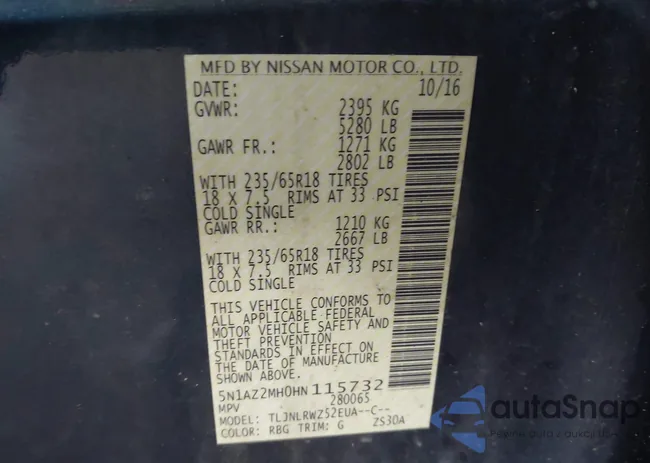 MFD BY NISSAN MOTOR CO., LTD.
DATE: 10/16
GVWR: 2395 KG
5280 LB
GAWR FR.: 1271 KG
2802 LB
WITH 235/65R18 TIRES
18 X 7.5 RIMS AT 33 PSI
COLD SINGLE
GAWR RR.: 1210 KG
2667 LB
WITH 235/65R18 TIRES
18 X 7.5 RIMS AT 33 PSI
COLD SINGLE
THIS VEHICLE CONFORMS TO
ALL APPLICABLE FEDERAL
MOTOR VEHICLE SAFETY AND
THEFT PREVENTION
STANDARDS IN EFFECT ON
THE DATE OF MANUFACTURE
SHOWN ABOVE.
5N1AZ2MH0HN115732
MPV 280065
MODEL: TLJNLRWZ52EUA--C--
COLOR: RBG TRIM: G ZS30A
autoSnap
Pewne auta z aukcji